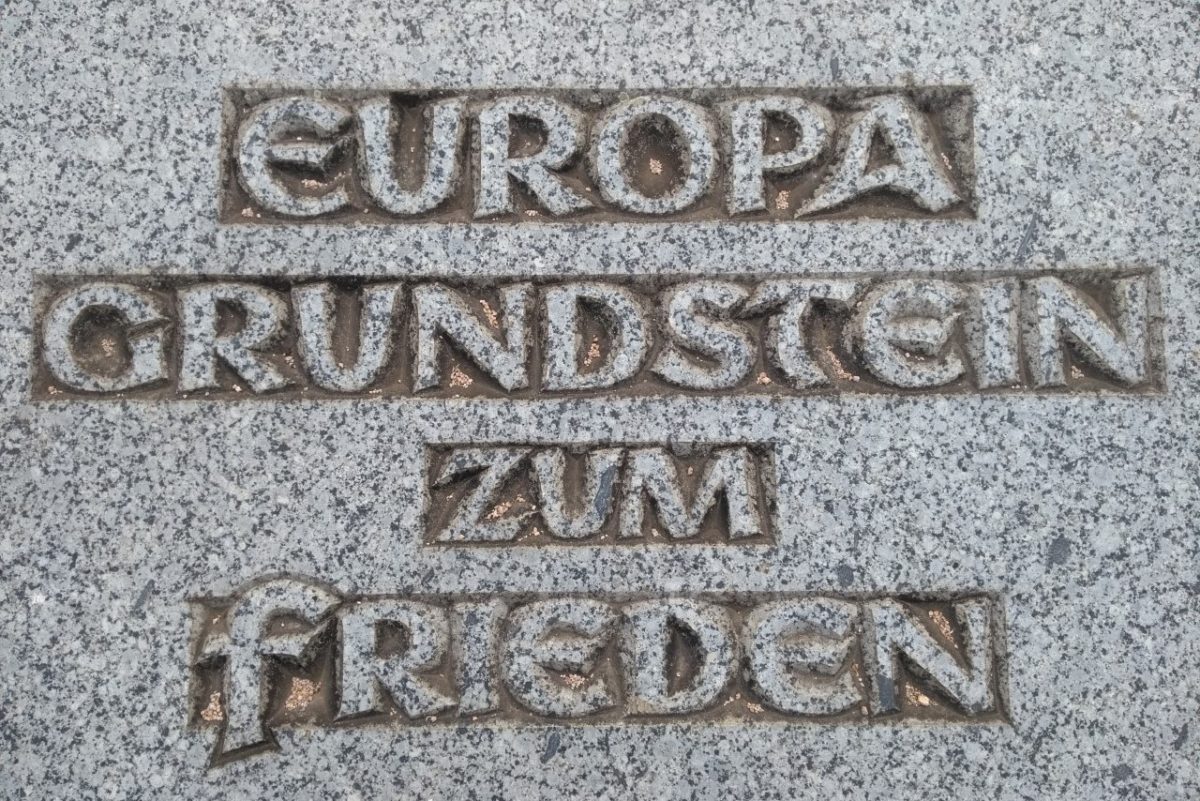 EUROPA
GRUNDSTEIN
ZUM
FRIEDEN